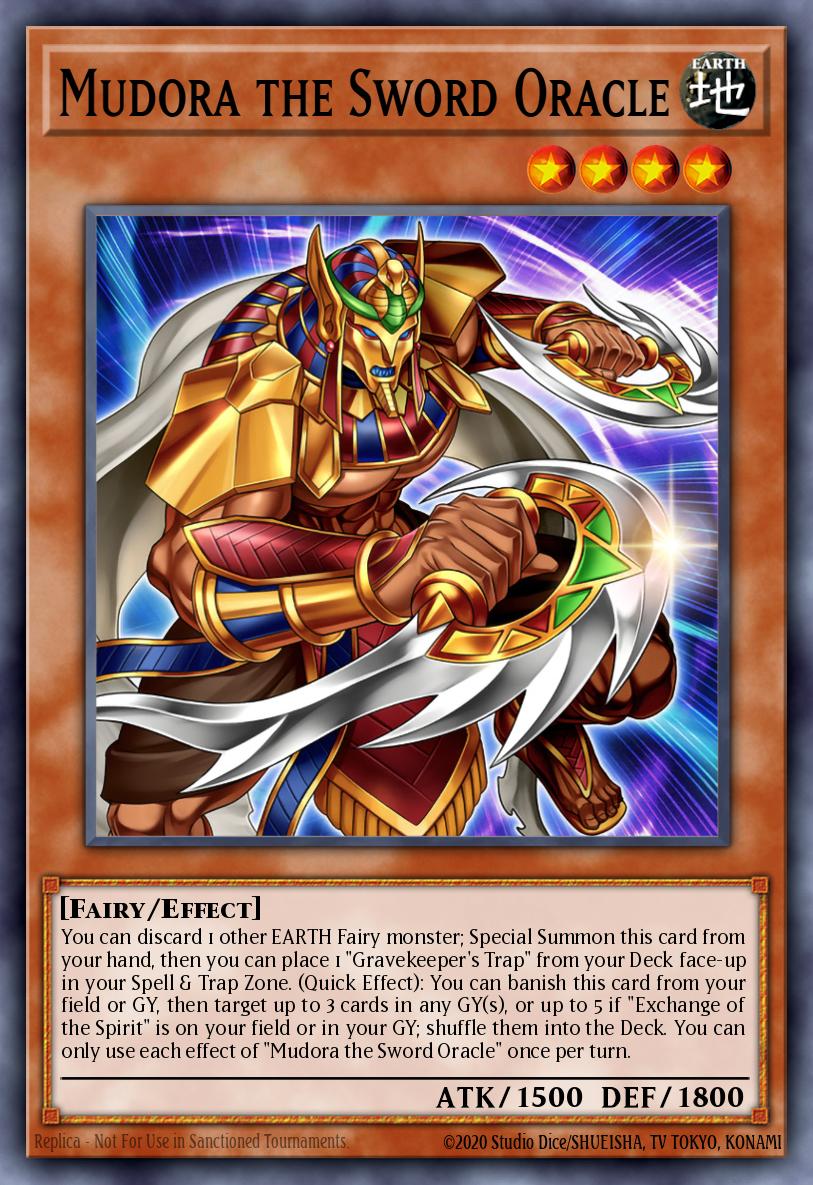 MUDORA THE SWORD ORACLE
EARTH
地
[FAIRY/EFFECT]
You can discard 1 other EARTH Fairy monster; Special Summon this card from
your hand, then you can place 1 "Gravekeeper's Trap" from your Deck face-up
in your Spell & Trap Zone. (Quick Effect): You can banish this card from your
field or GY, then target up to 3 cards in any GY(s), or up to 5 if "Exchange of
the Spirit" is on your field or in your GY; shuffle them into the Deck. You can
only use each effect of "Mudora the Sword Oracle" once per turn.
ATK/1500 DEF/1800
Replica - Not For Use in Sanctioned Tournaments.
©2020 Studio Dice/SHUEISHA, TV TOKYO, KONAMI